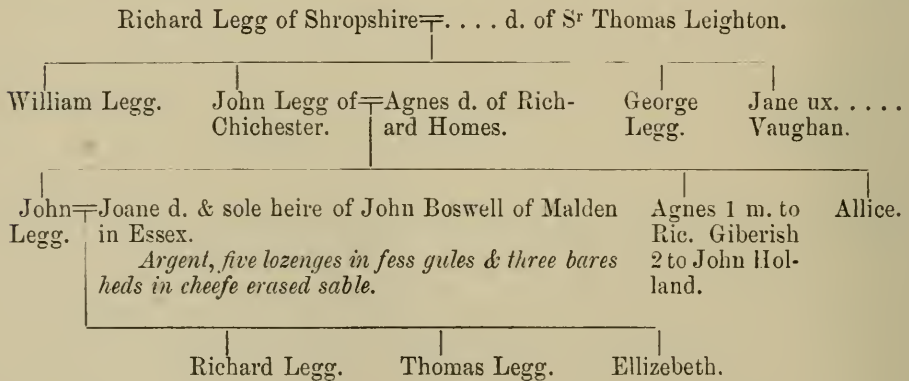 Richard Legg of Shropshire=. . . . d. of Sʳ Thomas Leighton.
William Legg.
John Legg of=Agnes d. of Rich-
Chichester. ard Homes.
George
Legg.
Jane ux. . . . .
Vaughan.
John=Joane d. & sole heire of John Boswell of Malden
Legg. in Essex.
Argent, five lozenges in fess gules & three bares
heds in cheefe erased sable.
Agnes 1 m. to
Ric. Giberish
2 to John Hol-
land.
Allice.
Richard Legg. Thomas Legg. Ellizebeth.